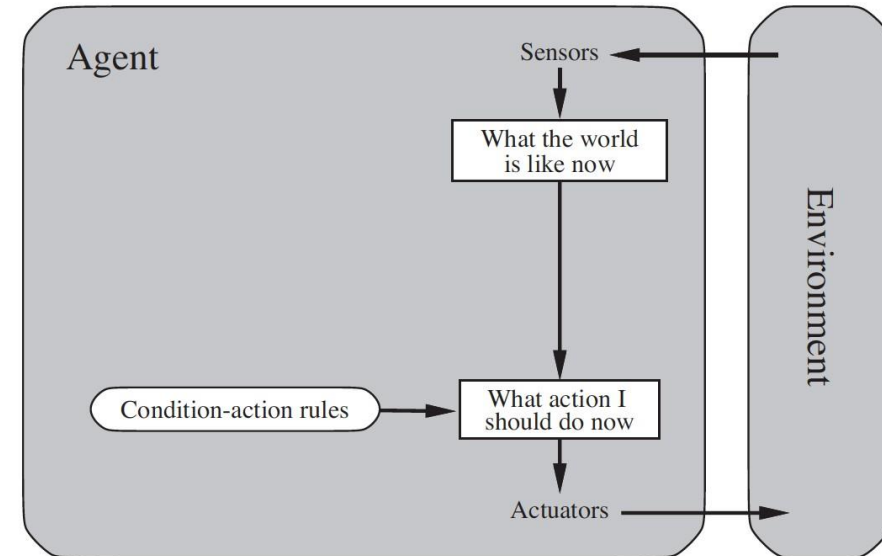 Agent
Sensors
What the world
is like now
Environment
Condition-action rules
What action I
should do now
Actuators